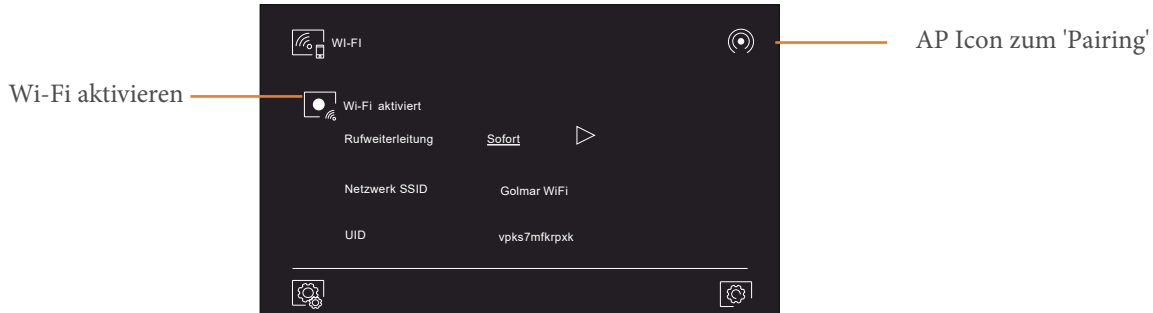 WI-FI
AP Icon zum 'Pairing'
Wi-Fi aktivieren
Wi-Fi aktiviert
Rufweiterleitung Sofort
Netzwerk SSID Golmar WiFi
UID vpks7mfkrpxk